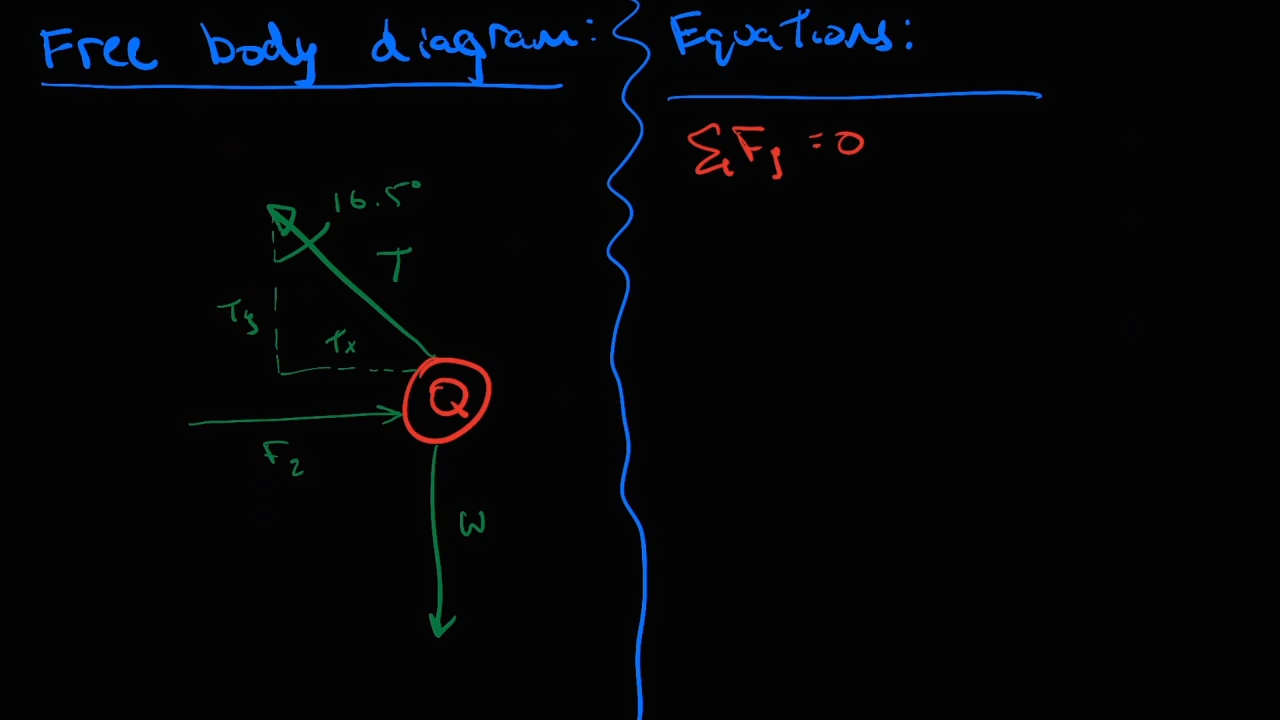 Free body diagram:
Equations:
ΣFy = 0
16.5°
T
Ty
Tx
Q
F2
W